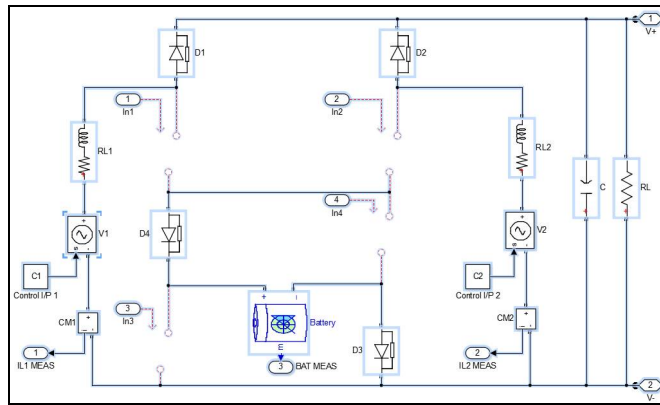 1
V+
D1
D2
1
In1
2
In2
RL1
RL2
C
RL
4
In4
+
V1
-
s
D4
+
V2
-
s
C1
Control I/P 1
C2
Control I/P 2
3
In3
+
–
Battery
m
CM1
+
-
i
CM2
+
-
i
1
IL1 MEAS
3
BAT MEAS
D3
2
IL2 MEAS
2
V-